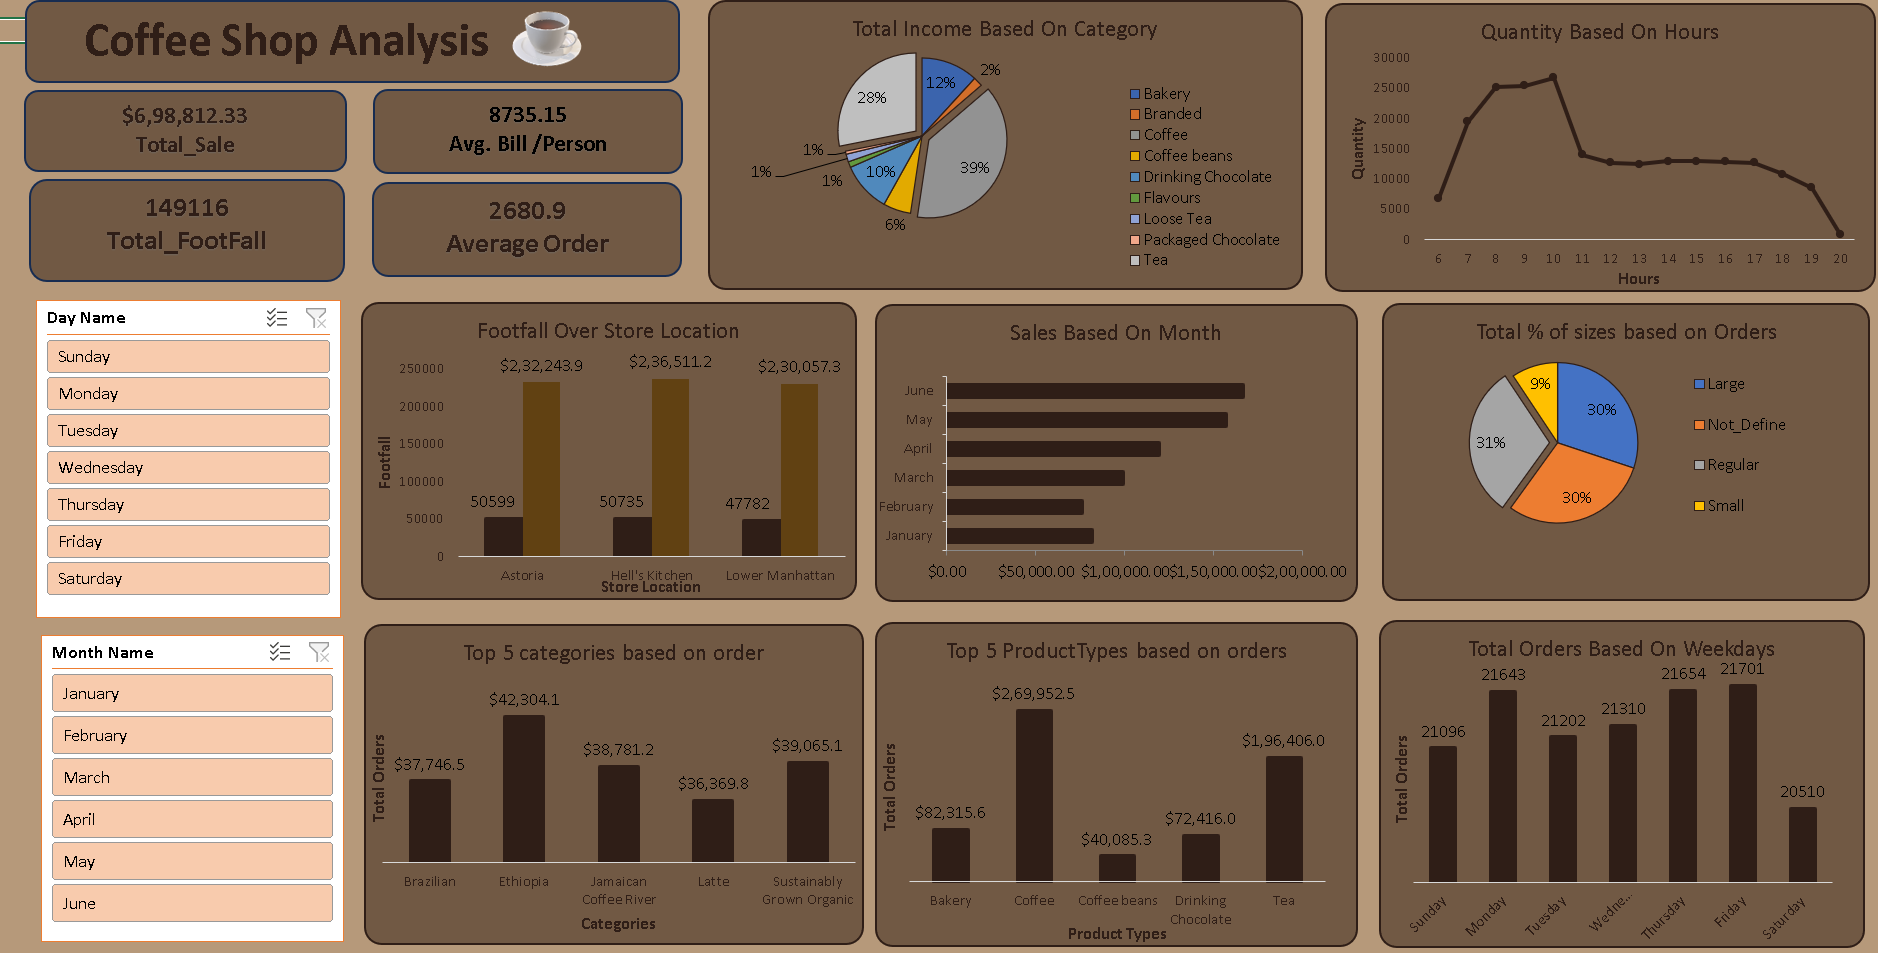 Coffee Shop Analysis
$6,98,812.33
Total_Sale
8735.15
Avg. Bill /Person
149116
Total_FootFall
2680.9
Average Order
Total Income Based On Category
12%
2%
39%
6%
10%
1%
1%
1%
28%
Bakery
Branded
Coffee
Coffee beans
Drinking Chocolate
Flavours
Loose Tea
Packaged Chocolate
Tea
Quantity Based On Hours
Quantity
30000
25000
20000
15000
10000
5000
0
6 7 8 9 10 11 12 13 14 15 16 17 18 19 20
Hours
Day Name
Sunday
Monday
Tuesday
Wednesday
Thursday
Friday
Saturday
Month Name
January
February
March
April
May
June
Footfall Over Store Location
Footfall
250000
200000
150000
100000
50000
0
$2,32,243.9 $2,36,511.2 $2,30,057.3
50599 50735 47782
Astoria Hell's Kitchen Lower Manhattan
Store Location
Sales Based On Month
June
May
April
March
February
January
$0.00 $50,000.00 $1,00,000.00 $1,50,000.00 $2,00,000.00
Total % of sizes based on Orders
9%
30%
31%
30%
Large
Not_Define
Regular
Small
Top 5 categories based on order
Total Orders
$37,746.5 $42,304.1 $38,781.2 $36,369.8 $39,065.1
Brazilian Ethiopia Jamaican Coffee River Latte Sustainably Grown Organic
Categories
Top 5 ProductTypes based on orders
Total Orders
$82,315.6 $2,69,952.5 $40,085.3 $72,416.0 $1,96,406.0
Bakery Coffee Coffee beans Drinking Chocolate Tea
Product Types
Total Orders Based On Weekdays
Total Orders
21096 21643 21202 21310 21654 21701 20510
Sunday Monday Tuesday Wedne... Thursday Friday Saturday